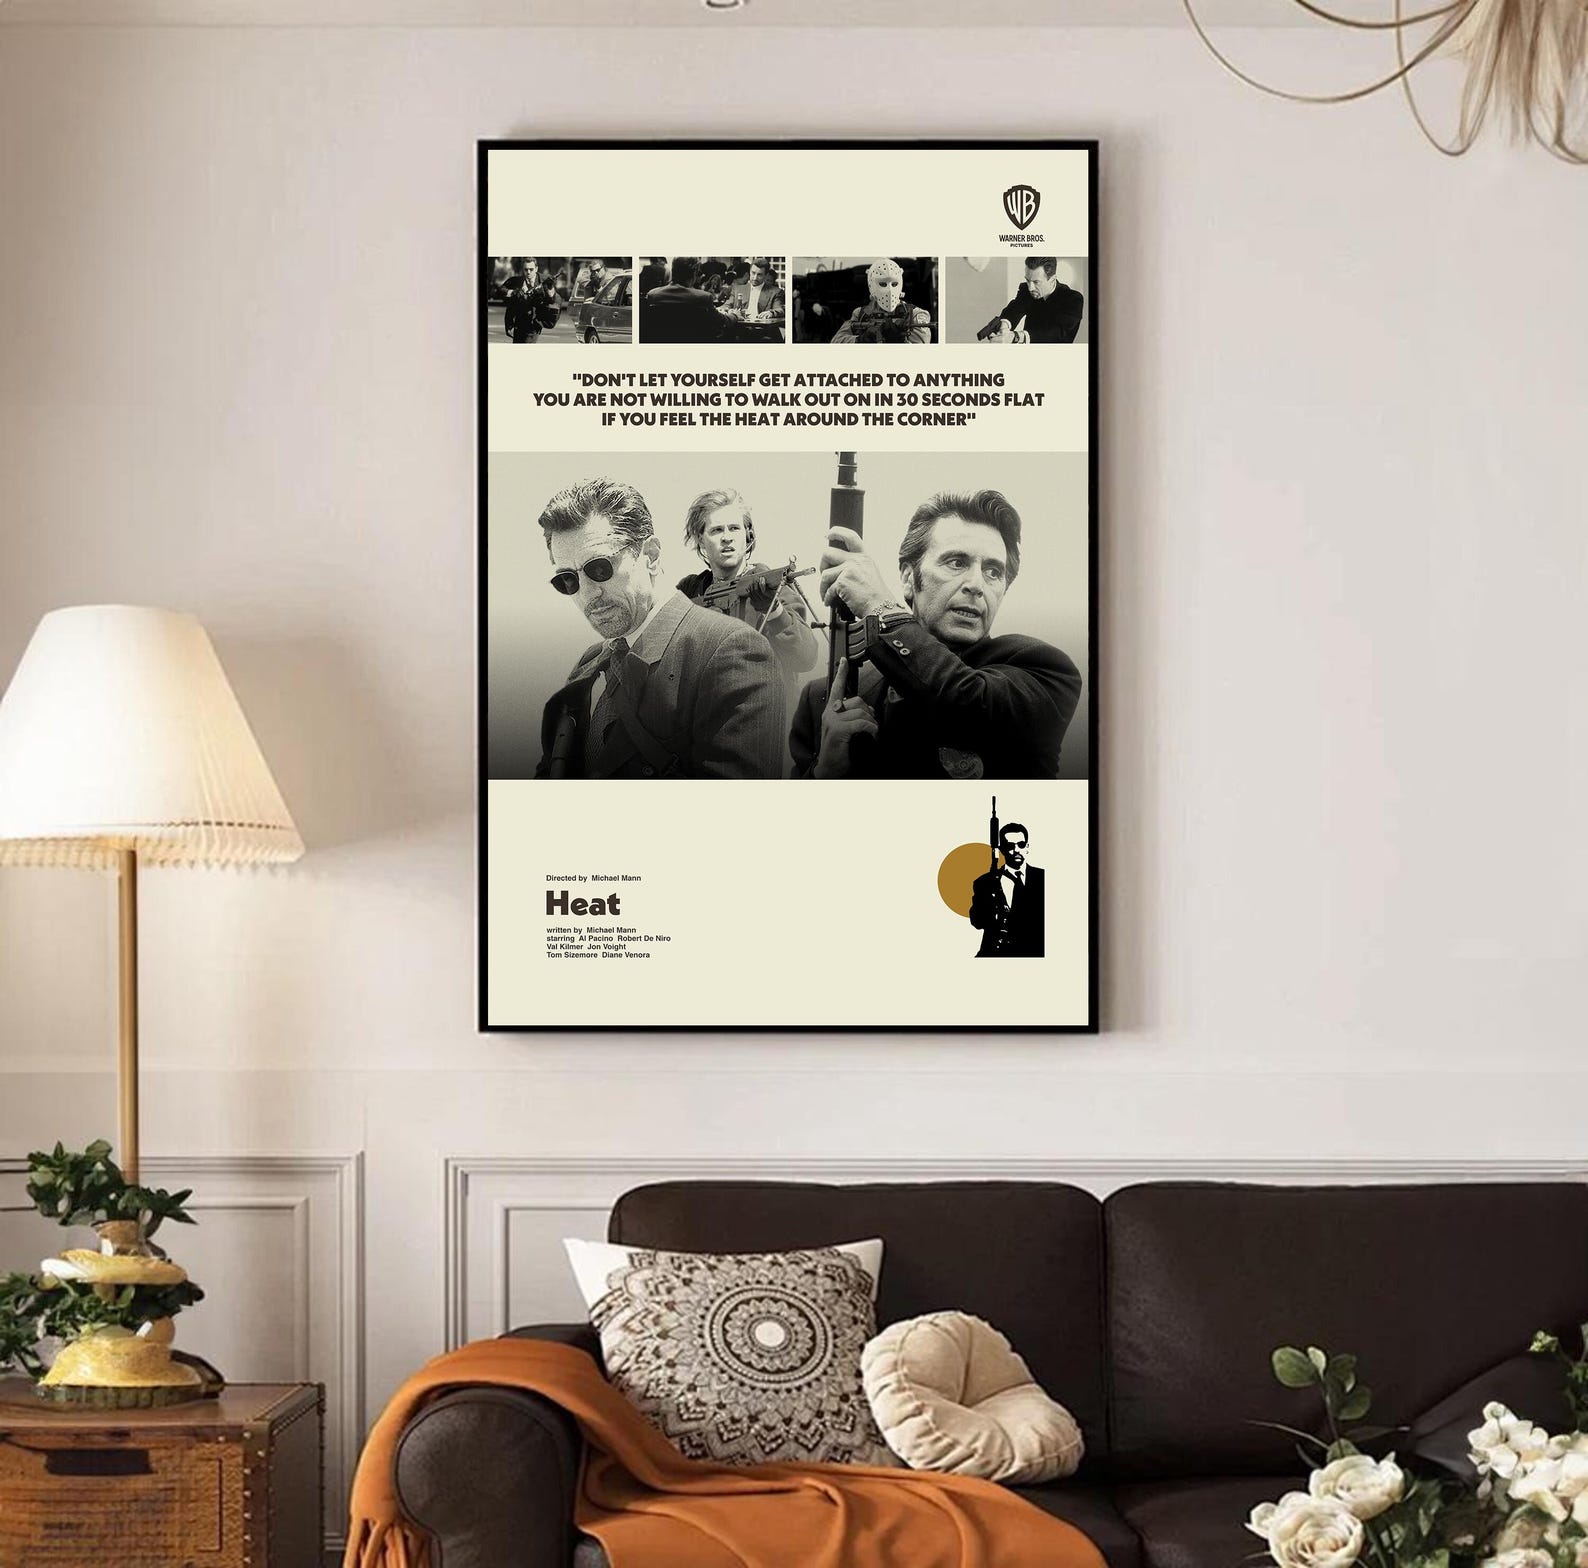 WB
WARNER BROS.
PICTURES
"DON'T LET YOURSELF GET ATTACHED TO ANYTHING
YOU ARE NOT WILLING TO WALK OUT ON IN 30 SECONDS FLAT
IF YOU FEEL THE HEAT AROUND THE CORNER"
Directed by Michael Mann
Heat
written by Michael Mann
starring Al Pacino Robert De Niro
Val Kilmer Jon Voight
Tom Sizemore Diane Venora